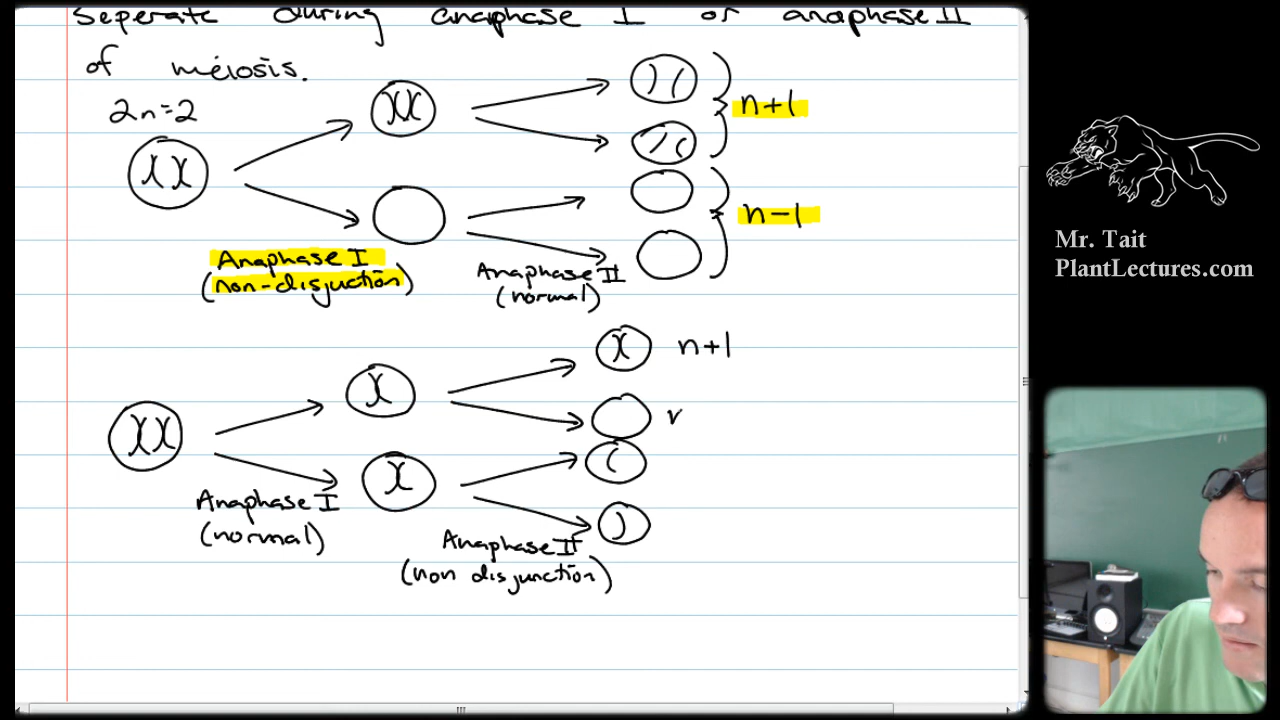 Seperate during anaphase I or anaphase II
of meiosis.
2n=2
n+1
n-1
Anaphase I
(non-disjuction)
Anaphase II
(normal)
n+1
Anaphase I
(normal)
Anaphase II
(non disjunction)
Mr. Tait
PlantLectures.com